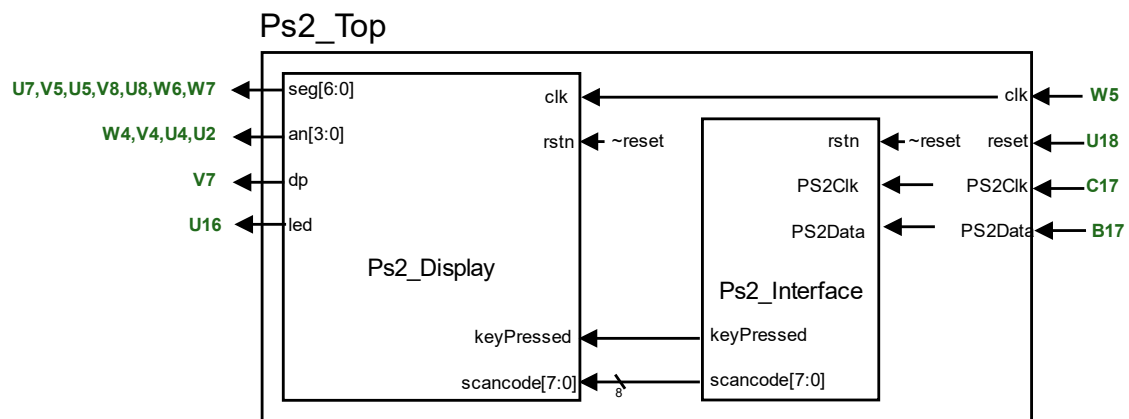 Ps2_Top
U7,V5,U5,V8,U8,W6,W7
seg[6:0]
clk
clk
W5
W4,V4,U4,U2
an[3:0]
rstn
~reset
rstn
~reset
reset
U18
V7
dp
PS2Clk
PS2Clk
C17
U16
led
PS2Data
PS2Data
B17
Ps2_Display
Ps2_Interface
keyPressed
keyPressed
scancode[7:0]
8
scancode[7:0]